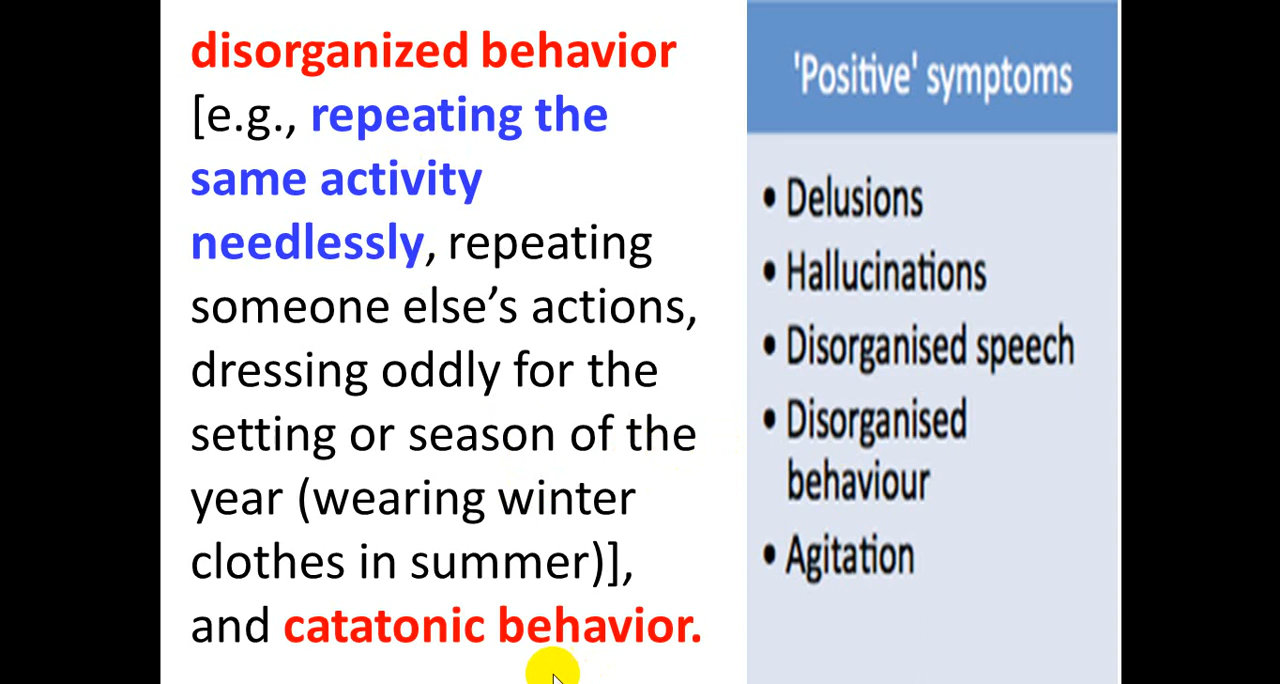 disorganized behavior
[e.g., repeating the
same activity
needlessly, repeating
someone else’s actions,
dressing oddly for the
setting or season of the
year (wearing winter
clothes in summer)],
and catatonic behavior.
'Positive' symptoms
• Delusions
• Hallucinations
• Disorganised speech
• Disorganised
behaviour
• Agitation